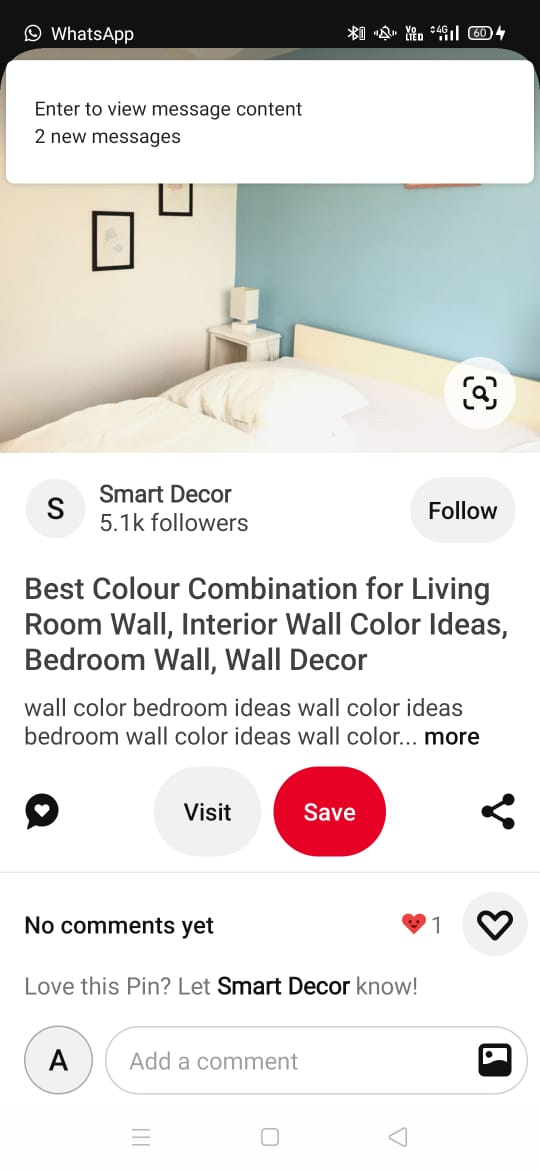 WhatsApp
VO LTED 4G 60
Enter to view message content
2 new messages
S
Smart Decor
5.1k followers
Follow
Best Colour Combination for Living
Room Wall, Interior Wall Color Ideas,
Bedroom Wall, Wall Decor
wall color bedroom ideas wall color ideas
bedroom wall color ideas wall color... more
Visit
Save
No comments yet
1
Love this Pin? Let Smart Decor know!
A
Add a comment